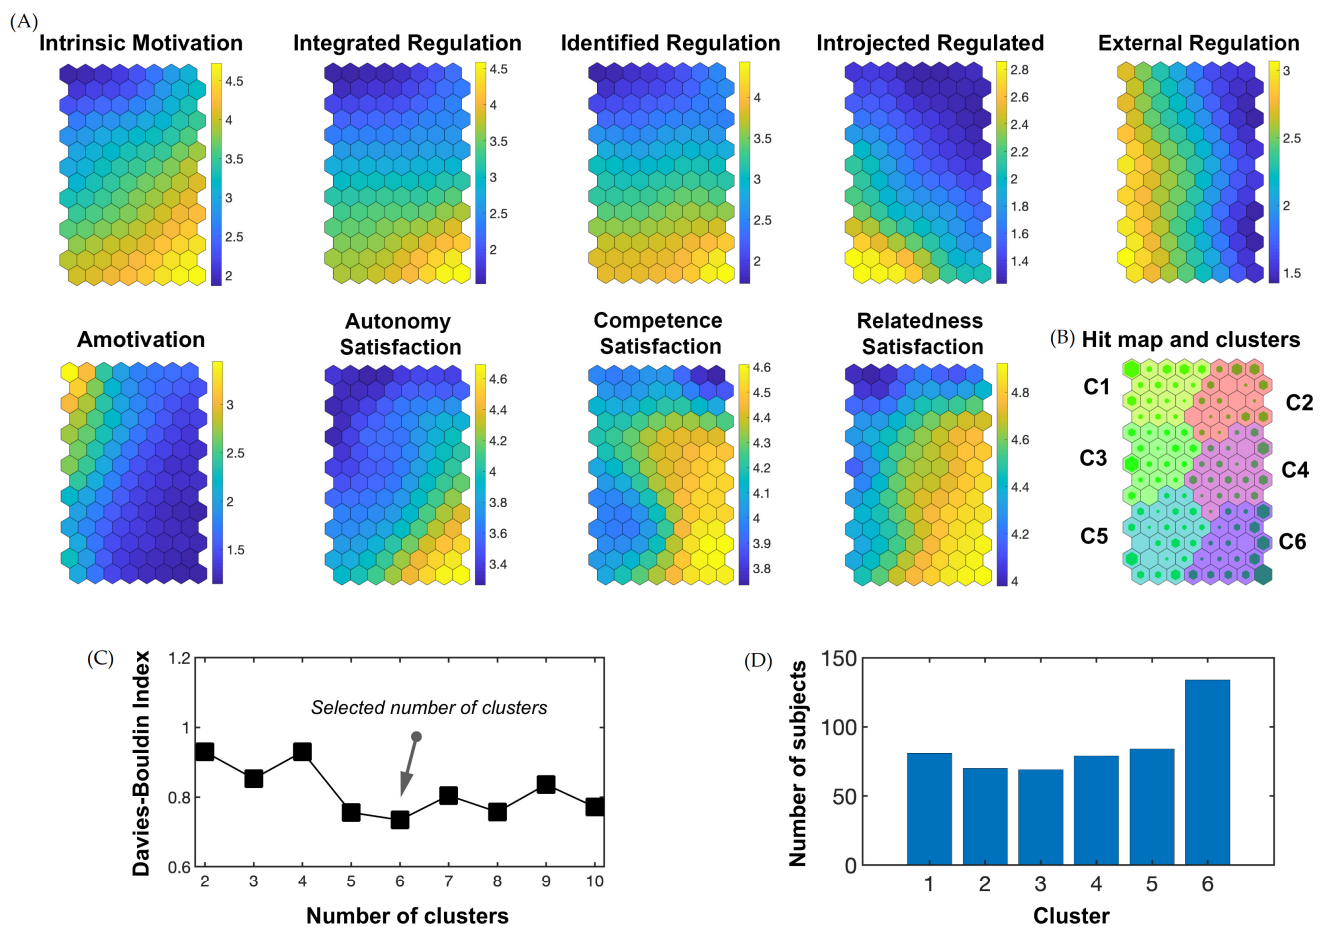 (A)
Intrinsic Motivation
Integrated Regulation
Identified Regulation
Introjected Regulated
External Regulation
4.5
4
3.5
3
2.5
2
4.5
4
3.5
3
2.5
2
4
3.5
3
2.5
2
2.8
2.6
2.4
2.2
2
1.8
1.6
1.4
3
2.5
2
1.5
Amotivation
Autonomy
Satisfaction
Competence
Satisfaction
Relatedness
Satisfaction
(B) Hit map and clusters
3
2.5
2
1.5
4.6
4.4
4.2
4
3.8
3.6
3.4
4.6
4.5
4.4
4.3
4.2
4.1
4
3.9
3.8
4.8
4.6
4.4
4.2
4
C1
C2
C3
C4
C5
C6
(C)
Davies-Bouldin Index
1.2
1
0.8
0.6
Selected number of clusters
2 3 4 5 6 7 8 9 10
Number of clusters
(D)
Number of subjects
150
100
50
0
1 2 3 4 5 6
Cluster